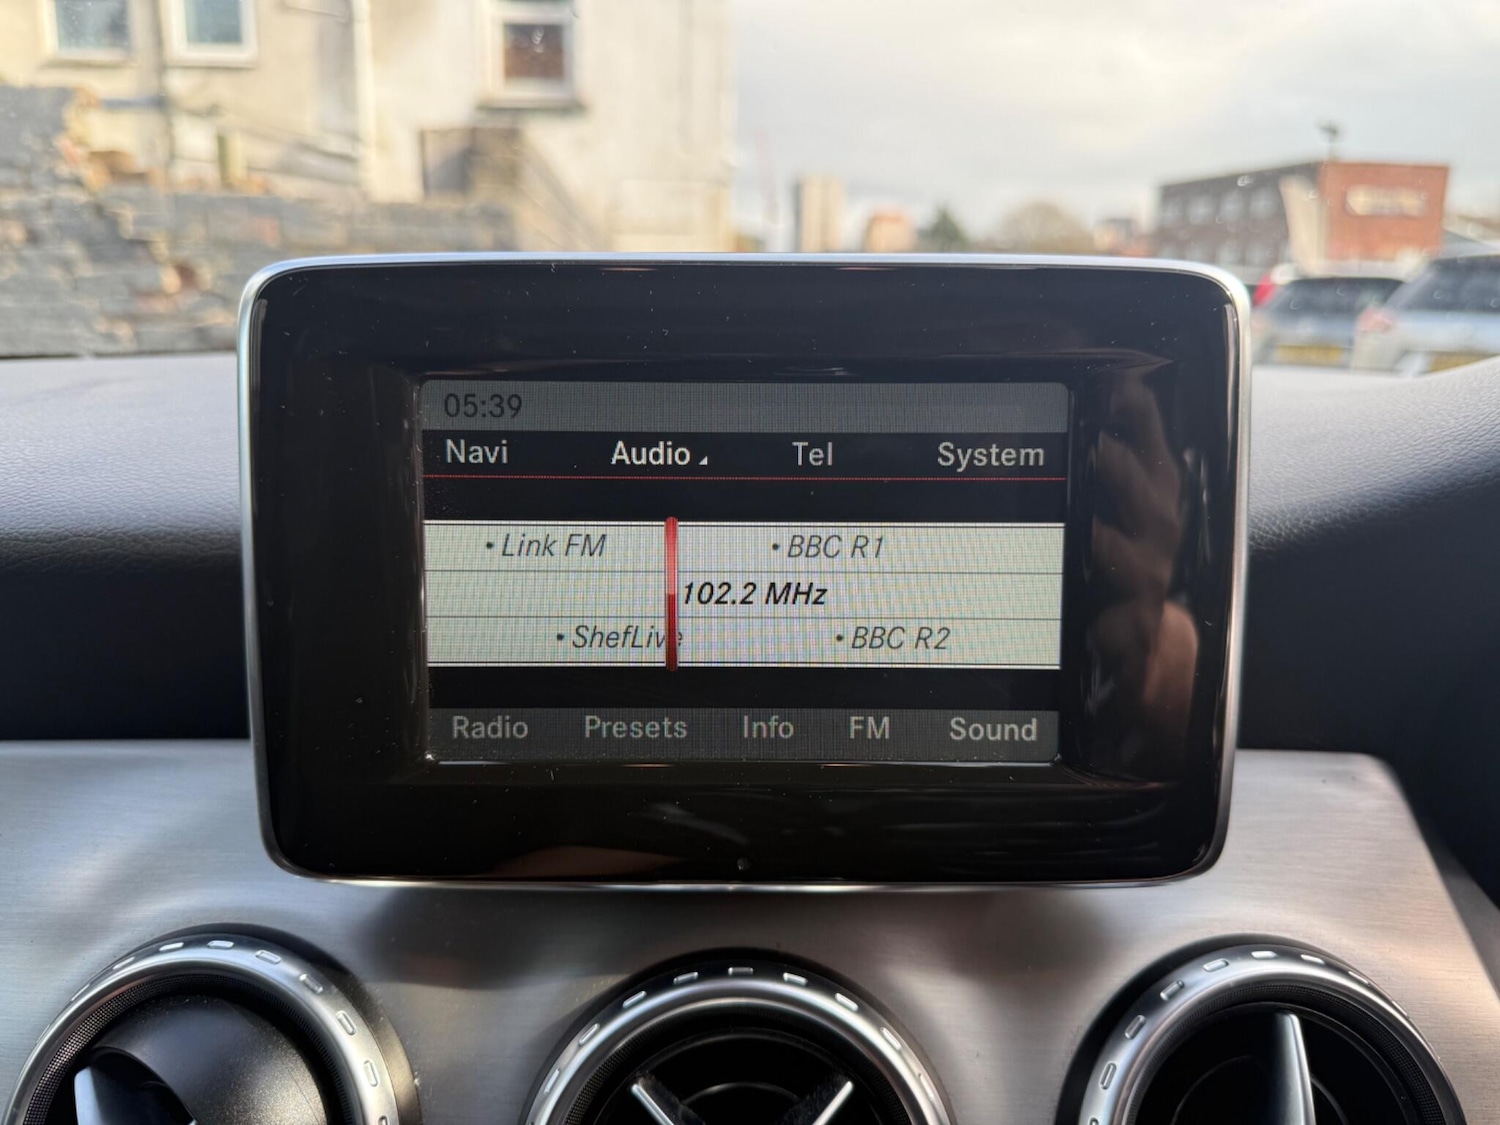 05:39
Navi Audio Tel System
• Link FM • BBC R1
102.2 MHz
• ShefLive • BBC R2
Radio Presets Info FM Sound